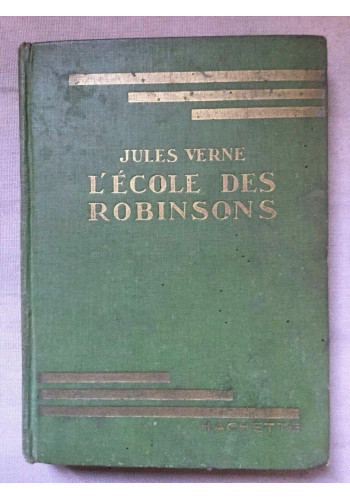 JULES VERNE
L'ÉCOLE DES
ROBINSONS
HACHETTE